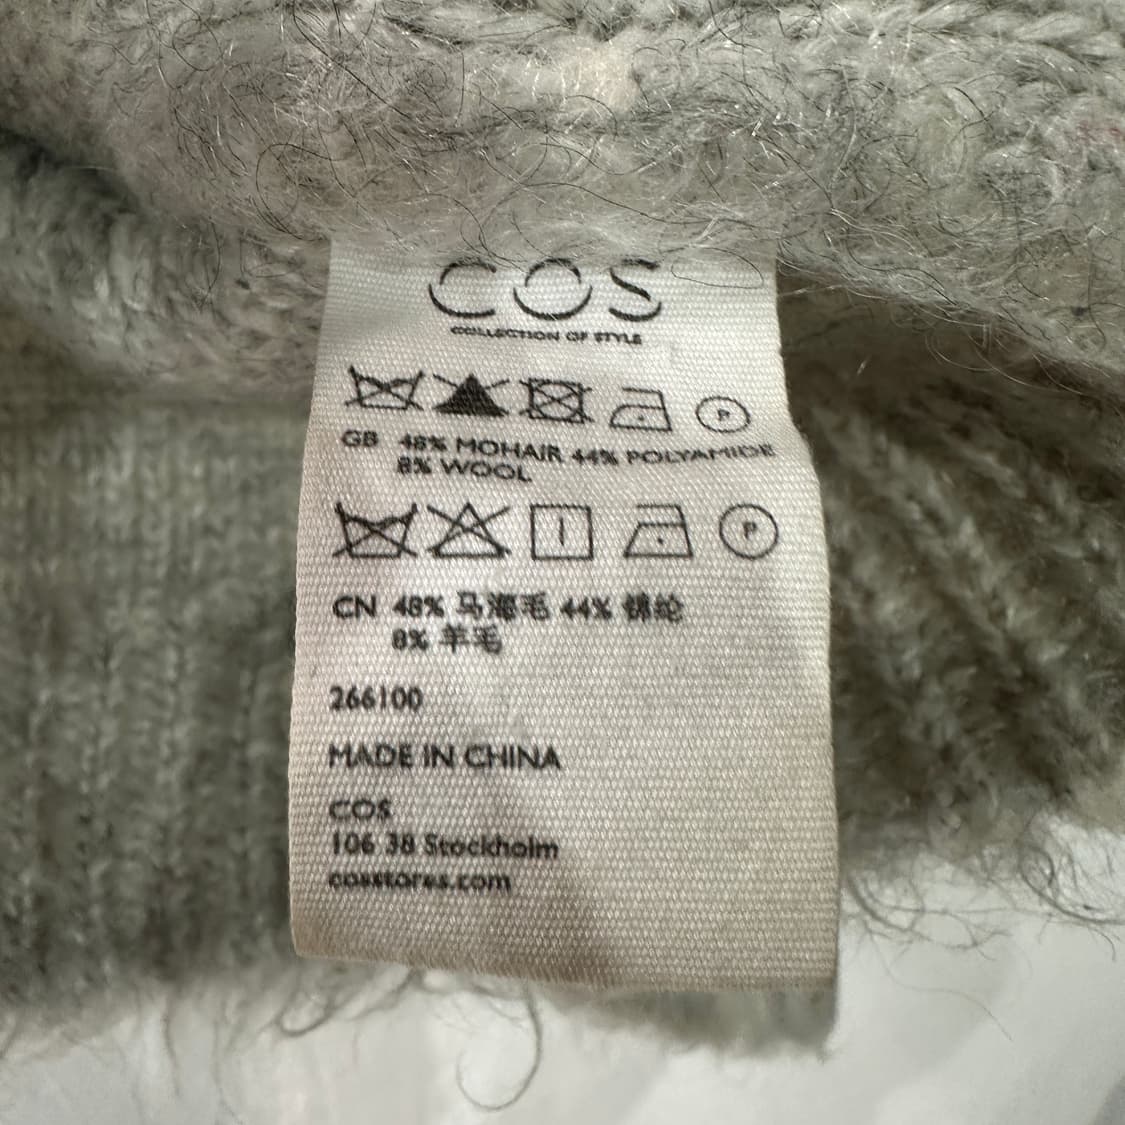 COS
COLLECTION OF STYLE
P
GB 48% MOHAIR 44% POLYAMIDE
8% WOOL
P
CN 48% 马海毛 44% 锦纶
8% 羊毛
266100
MADE IN CHINA
COS
106 38 Stockholm
cosstores.com